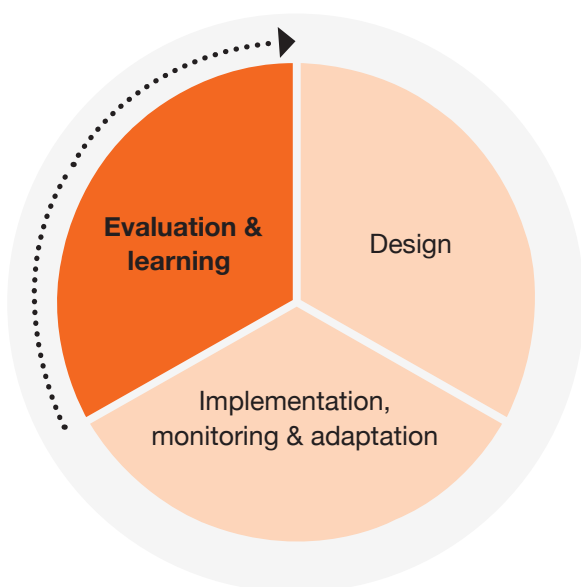 Evaluation &
learning
Design
Implementation,
monitoring & adaptation